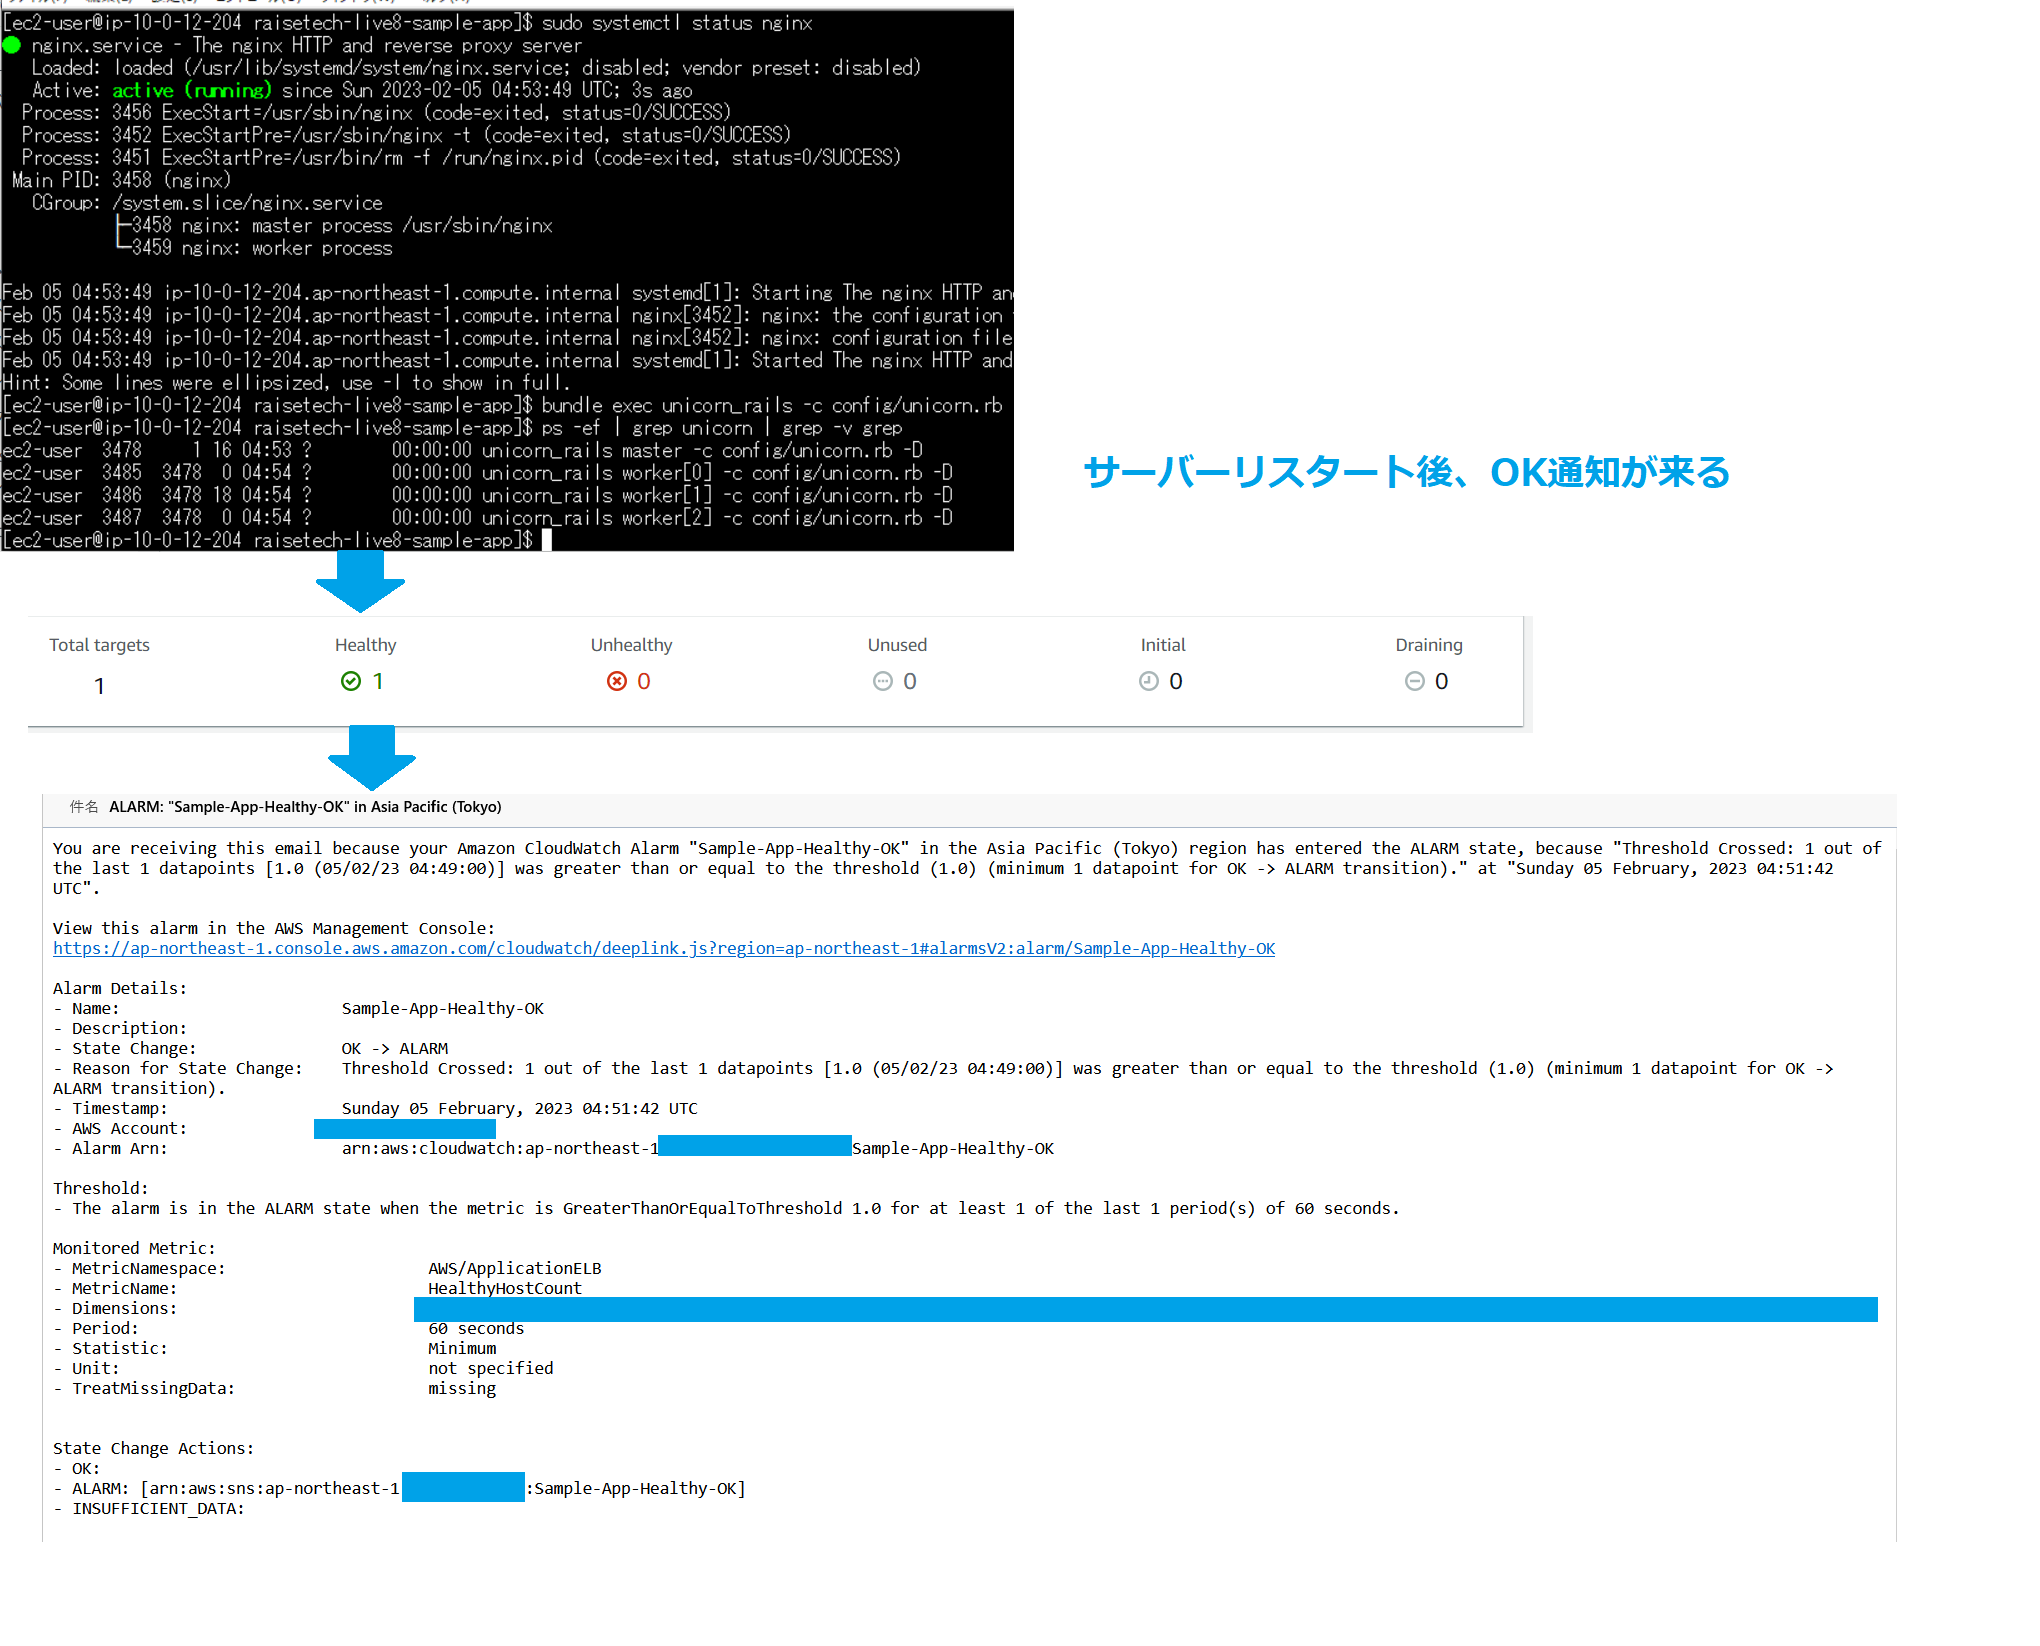 [ec2-user@ip-10-0-12-204 raisetech-live8-sample-app]$ sudo systemctl status nginx
● nginx.service - The nginx HTTP and reverse proxy server
Loaded: loaded (/usr/lib/systemd/system/nginx.service; disabled; vendor preset: disabled)
Active: active (running) since Sun 2023-02-05 04:53:49 UTC; 3s ago
Process: 3456 ExecStart=/usr/sbin/nginx (code=exited, status=0/SUCCESS)
Process: 3452 ExecStartPre=/usr/sbin/nginx -t (code=exited, status=0/SUCCESS)
Process: 3451 ExecStartPre=/usr/bin/rm -f /run/nginx.pid (code=exited, status=0/SUCCESS)
Main PID: 3458 (nginx)
CGroup: /system.slice/nginx.service
├─3458 nginx: master process /usr/sbin/nginx
└─3459 nginx: worker process
Feb 05 04:53:49 ip-10-0-12-204.ap-northeast-1.compute.internal systemd[1]: Starting The nginx HTTP an
Feb 05 04:53:49 ip-10-0-12-204.ap-northeast-1.compute.internal nginx[3452]: nginx: the configuration
Feb 05 04:53:49 ip-10-0-12-204.ap-northeast-1.compute.internal nginx[3452]: nginx: configuration file
Feb 05 04:53:49 ip-10-0-12-204.ap-northeast-1.compute.internal systemd[1]: Started The nginx HTTP and
Hint: Some lines were ellipsized, use -l to show in full.
[ec2-user@ip-10-0-12-204 raisetech-live8-sample-app]$ bundle exec unicorn_rails -c config/unicorn.rb
[ec2-user@ip-10-0-12-204 raisetech-live8-sample-app]$ ps -ef | grep unicorn | grep -v grep
ec2-user 3478 1 16 04:53 ? 00:00:00 unicorn_rails master -c config/unicorn.rb -D
ec2-user 3485 3478 0 04:54 ? 00:00:00 unicorn_rails worker[0] -c config/unicorn.rb -D
ec2-user 3486 3478 18 04:54 ? 00:00:00 unicorn_rails worker[1] -c config/unicorn.rb -D
ec2-user 3487 3478 0 04:54 ? 00:00:00 unicorn_rails worker[2] -c config/unicorn.rb -D
[ec2-user@ip-10-0-12-204 raisetech-live8-sample-app]$
サーバーリスタート後、OK通知が来る
Total targets Healthy Unhealthy Unused Initial Draining
1 1 0 0 0 0
件名 ALARM: "Sample-App-Healthy-OK" in Asia Pacific (Tokyo)
You are receiving this email because your Amazon CloudWatch Alarm "Sample-App-Healthy-OK" in the Asia Pacific (Tokyo) region has entered the ALARM state, because "Threshold Crossed: 1 out of
the last 1 datapoints [1.0 (05/02/23 04:49:00)] was greater than or equal to the threshold (1.0) (minimum 1 datapoint for OK -> ALARM transition)." at "Sunday 05 February, 2023 04:51:42
UTC".
View this alarm in the AWS Management Console:
https://ap-northeast-1.console.aws.amazon.com/cloudwatch/deeplink.js?region=ap-northeast-1#alarmsV2:alarm/Sample-App-Healthy-OK
Alarm Details:
- Name: Sample-App-Healthy-OK
- Description:
- State Change: OK -> ALARM
- Reason for State Change: Threshold Crossed: 1 out of the last 1 datapoints [1.0 (05/02/23 04:49:00)] was greater than or equal to the threshold (1.0) (minimum 1 datapoint for OK ->
ALARM transition).
- Timestamp: Sunday 05 February, 2023 04:51:42 UTC
- AWS Account:
- Alarm Arn: arn:aws:cloudwatch:ap-northeast-1 Sample-App-Healthy-OK
Threshold:
- The alarm is in the ALARM state when the metric is GreaterThanOrEqualToThreshold 1.0 for at least 1 of the last 1 period(s) of 60 seconds.
Monitored Metric:
- MetricNamespace: AWS/ApplicationELB
- MetricName: HealthyHostCount
- Dimensions:
- Period: 60 seconds
- Statistic: Minimum
- Unit: not specified
- TreatMissingData: missing
State Change Actions:
- OK:
- ALARM: [arn:aws:sns:ap-northeast-1 :Sample-App-Healthy-OK]
- INSUFFICIENT_DATA: